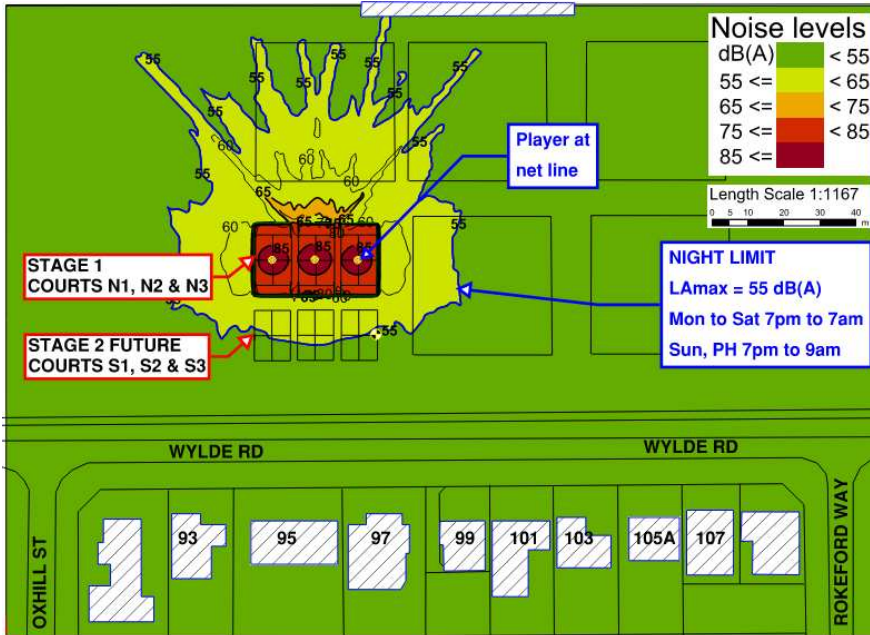 Noise levels
dB(A)
< 55
55 <= < 65
65 <= < 75
75 <= < 85
85 <=
Length Scale 1:1167
0 5 10 20 30 40
m
Player at
net line
NIGHT LIMIT
LAmax = 55 dB(A)
Mon to Sat 7pm to 7am
Sun, PH 7pm to 9am
STAGE 1
COURTS N1, N2 & N3
STAGE 2 FUTURE
COURTS S1, S2 & S3
55
55
55
55
55
55
55
55
55
55
60
60
60
60
65
65
65
85
85
85
WYLDE RD
WYLDE RD
OXHILL ST
ROKEFORD WAY
93
95
97
99
101
103
105A
107